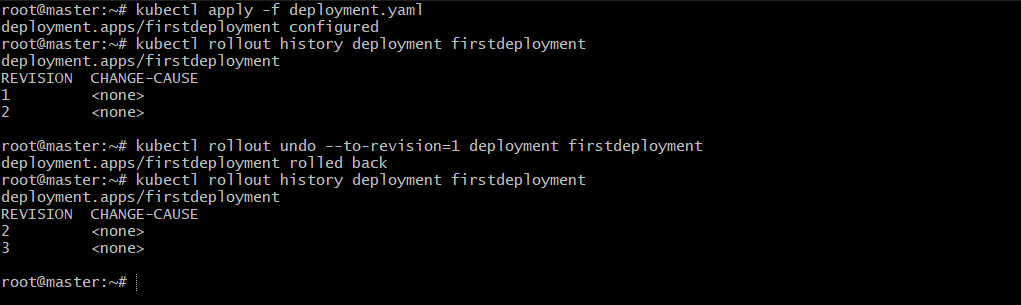 root@master:~# kubectl apply -f deployment.yaml
deployment.apps/firstdeployment configured
root@master:~# kubectl rollout history deployment firstdeployment
deployment.apps/firstdeployment
REVISION  CHANGE-CAUSE
1         <none>
2         <none>
root@master:~# kubectl rollout undo --to-revision=1 deployment firstdeployment
deployment.apps/firstdeployment rolled back
root@master:~# kubectl rollout history deployment firstdeployment
deployment.apps/firstdeployment
REVISION  CHANGE-CAUSE
2         <none>
3         <none>
root@master:~#